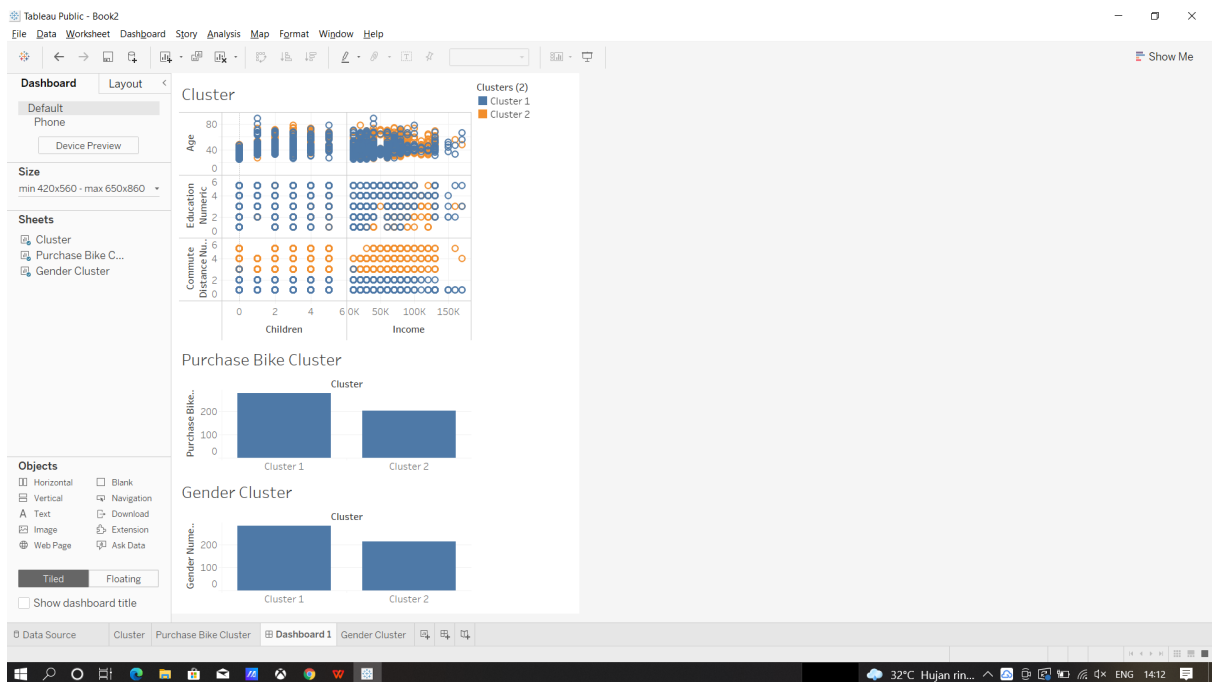 Tableau Public - Book2
File Data Worksheet Dashboard Story Analysis Map Format Window Help
Show Me
Dashboard Layout
Default
Phone
Device Preview
Size
min 420x560 - max 650x860
Sheets
Cluster
Purchase Bike C...
Gender Cluster
Objects
Horizontal Blank
Vertical Navigation
Text Download
Image Extension
Web Page Ask Data
Tiled Floating
Show dashboard title
Cluster
Clusters (2)
Cluster 1
Cluster 2
Age
80
40
0
Education
Numeric
6
4
2
0
Commute
Distance Nu..
6
4
2
0
0 2 4 6 0K 50K 100K 150K
Children Income
Purchase Bike Cluster
Cluster
Purchase Bike..
200
100
0
Cluster 1 Cluster 2
Gender Cluster
Cluster
Gender Nume..
200
100
0
Cluster 1 Cluster 2
Data Source Cluster Purchase Bike Cluster Dashboard 1 Gender Cluster
32°C Hujan rin... ENG 14:12